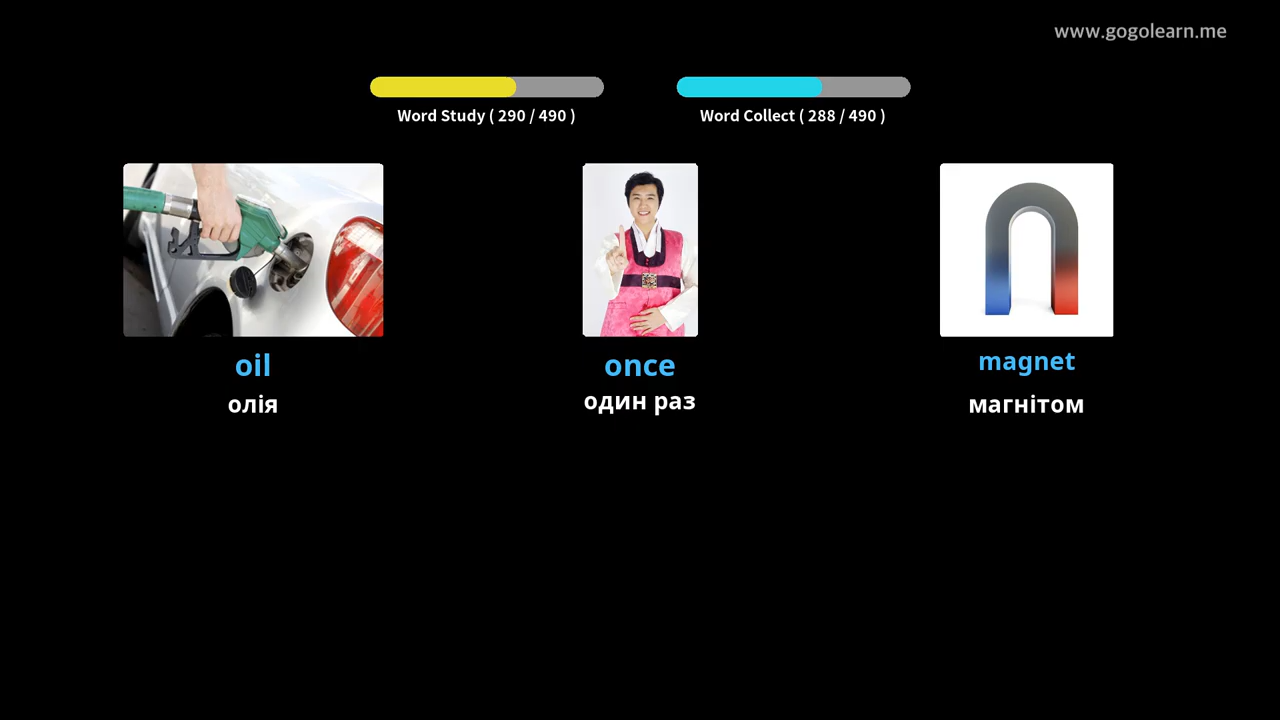 www.gogolearn.me
Word Study ( 290 / 490 )
Word Collect ( 288 / 490 )
oil
once
magnet
олія
один раз
магнітом